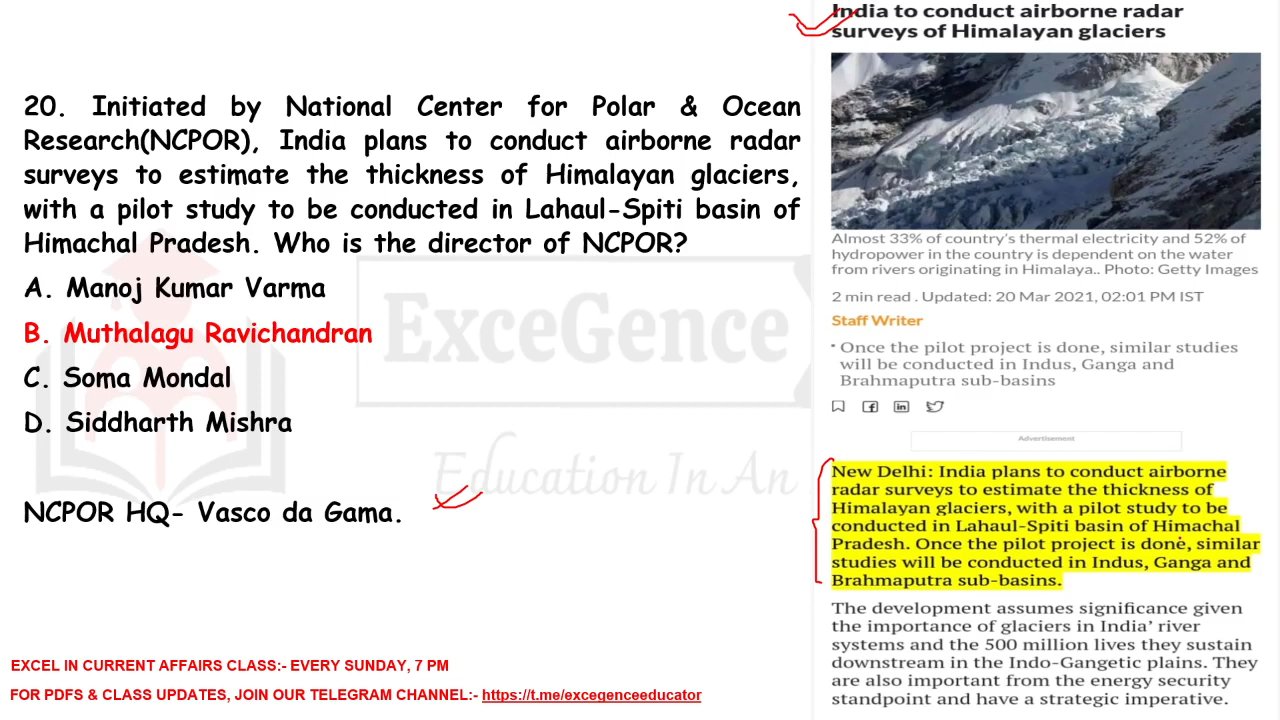 20. Initiated by National Center for Polar & Ocean
Research(NCPOR), India plans to conduct airborne radar
surveys to estimate the thickness of Himalayan glaciers,
with a pilot study to be conducted in Lahaul-Spiti basin of
Himachal Pradesh. Who is the director of NCPOR?
A. Manoj Kumar Varma
B. Muthalagu Ravichandran
C. Soma Mondal
D. Siddharth Mishra
NCPOR HQ- Vasco da Gama.
ExceGence
Education In An
EXCEL IN CURRENT AFFAIRS CLASS:- EVERY SUNDAY, 7 PM
FOR PDFS & CLASS UPDATES, JOIN OUR TELEGRAM CHANNEL:- https://t.me/excegenceeducator
India to conduct airborne radar
surveys of Himalayan glaciers
Almost 33% of country's thermal electricity and 52% of
hydropower in the country is dependent on the water
from rivers originating in Himalaya.. Photo: Getty Images
2 min read . Updated: 20 Mar 2021, 02:01 PM IST
Staff Writer
Once the pilot project is done, similar studies
will be conducted in Indus, Ganga and
Brahmaputra sub-basins
Advertisement
New Delhi: India plans to conduct airborne
radar surveys to estimate the thickness of
Himalayan glaciers, with a pilot study to be
conducted in Lahaul-Spiti basin of Himachal
Pradesh. Once the pilot project is done, similar
studies will be conducted in Indus, Ganga and
Brahmaputra sub-basins.
The development assumes significance given
the importance of glaciers in India' river
systems and the 500 million lives they sustain
downstream in the Indo-Gangetic plains. They
are also important from the energy security
standpoint and have a strategic imperative.